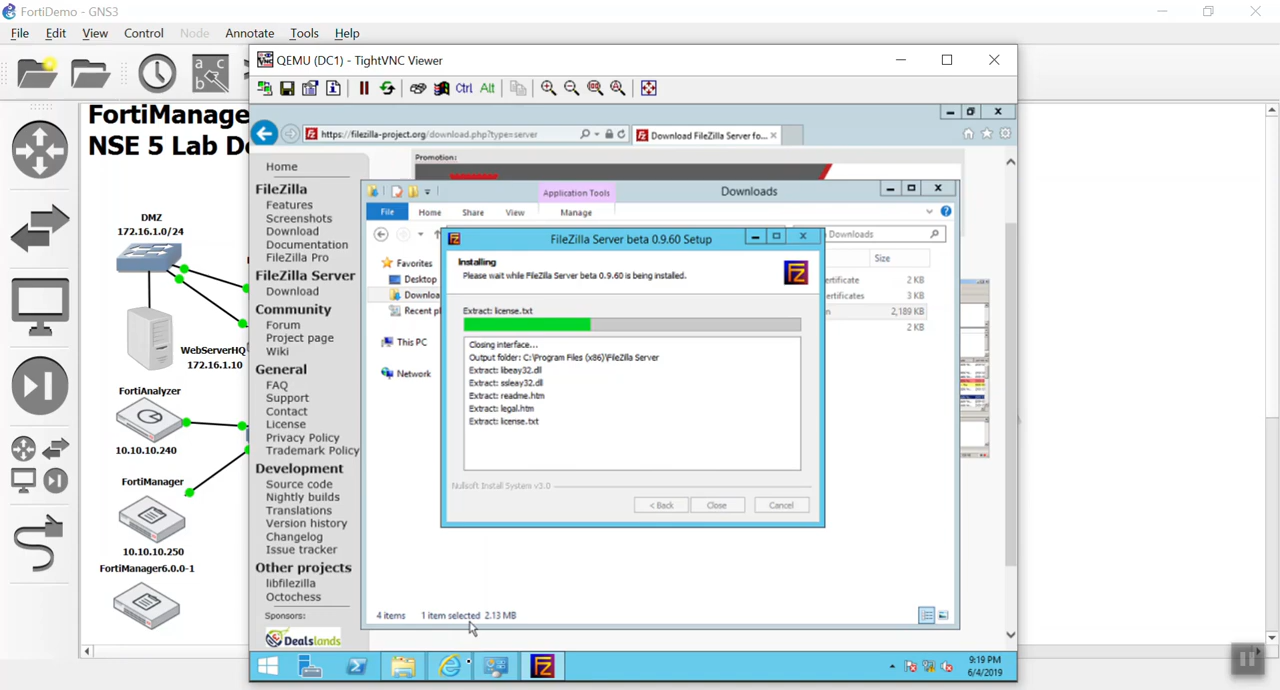 FortiDemo - GNS3
File Edit View Control Node Annotate Tools Help
FortiManage
NSE 5 Lab De
DMZ
172.16.1.0/24
WebServerHQ
172.16.1.10
FortiAnalyzer
10.10.10.240
FortiManager
10.10.10.250
FortiManager6.0.0-1
QEMU (DC1) - TightVNC Viewer
Ctrl Alt
https://filezilla-project.org/download.php?type=server
Download FileZilla Server fo...
Promotion:
Home
FileZilla
Features
Screenshots
Download
Documentation
FileZilla Pro
FileZilla Server
Download
Community
Forum
Project page
Wiki
General
FAQ
Support
Contact
License
Privacy Policy
Trademark Policy
Development
Source code
Nightly builds
Translations
Version history
Changelog
Issue tracker
Other projects
libfilezilla
Octochess
Sponsors:
Dealslands
Application Tools
Downloads
File Home Share View Manage
Downloads
Favorites
Desktop
Downloa
Recent pl
This PC
Network
Size
ertificate 2 KB
ertificates 3 KB
n 2,189 KB
2 KB
4 items 1 item selected 2.13 MB
FileZilla Server beta 0.9.60 Setup
Installing
Please wait while FileZilla Server beta 0.9.60 is being installed.
Extract: license.txt
Closing interface...
Output folder: C:\Program Files (x86)\FileZilla Server
Extract: libeay32.dll
Extract: ssleay32.dll
Extract: readme.htm
Extract: legal.htm
Extract: license.txt
Nullsoft Install System v3.0
< Back Close Cancel
9:19 PM
6/4/2019